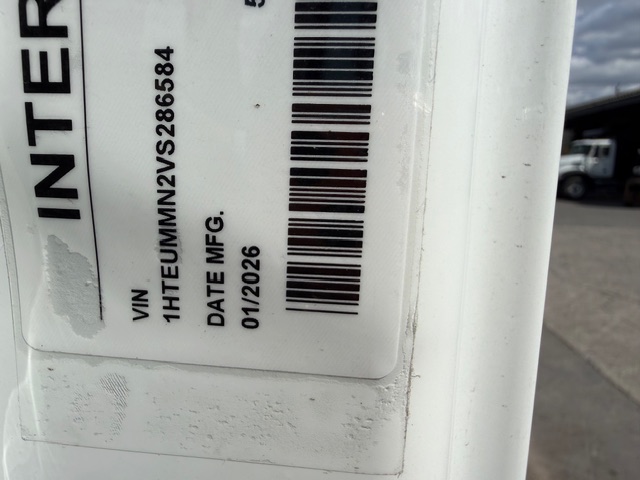 INTER
VIN
1HTEUMMN2VS286584
DATE MFG.
01/2026